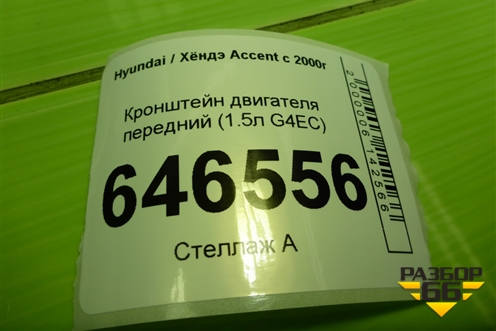 Hyundai / Хёндэ Accent с 2000г
Кронштейн двигателя
передний (1.5л G4EC)
646556
Стеллаж А
2000006142566
РАЗБОР
66